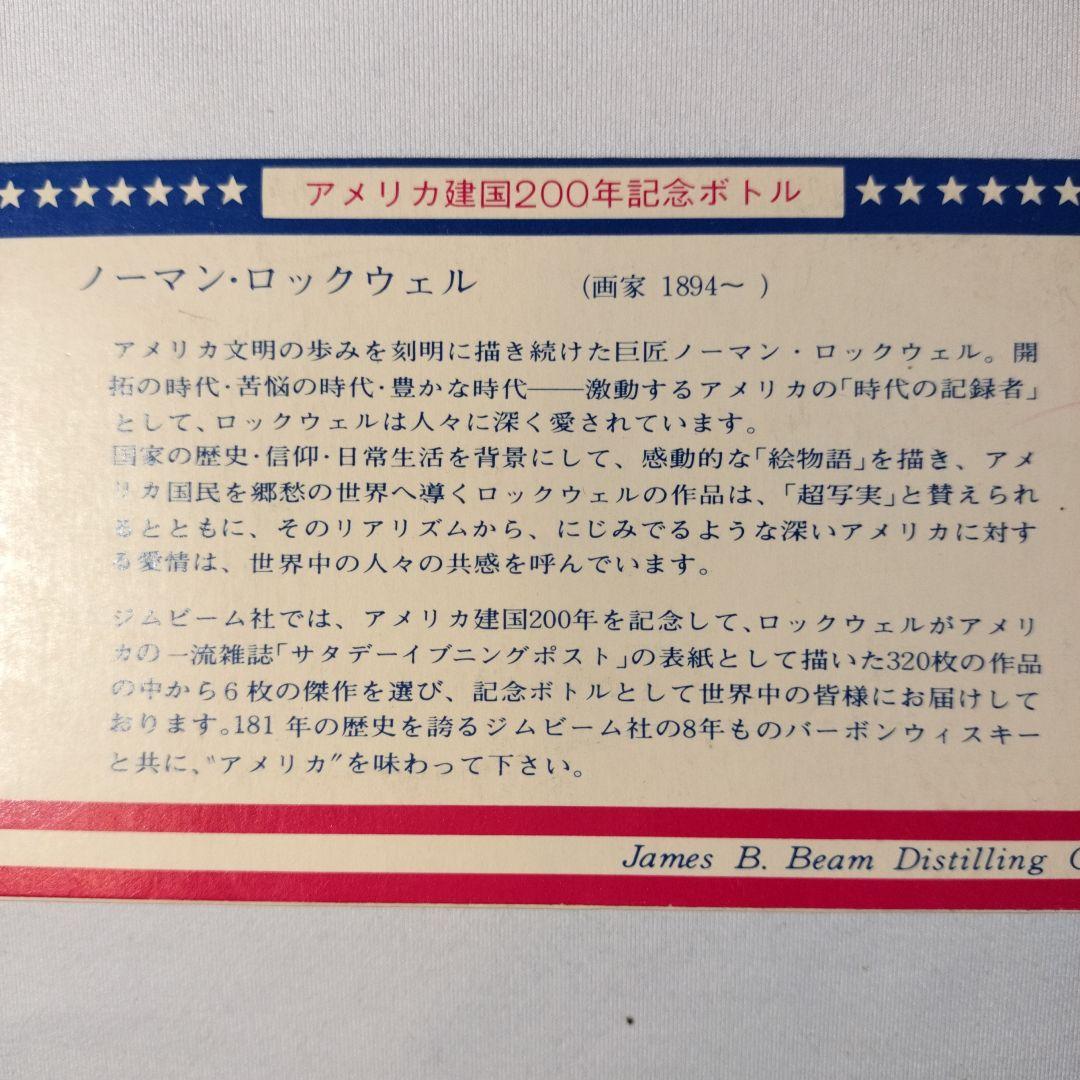 アメリカ建国200年記念ボトル
ノーマン・ロックウェル (画家 1894～ )
アメリカ文明の歩みを刻明に描き続けた巨匠ノーマン・ロックウェル。開
拓の時代・苦悩の時代・豊かな時代――激動するアメリカの「時代の記録者」
として、ロックウェルは人々に深く愛されています。
国家の歴史・信仰・日常生活を背景にして、感動的な「絵物語」を描き、アメ
リカ国民を郷愁の世界へ導くロックウェルの作品は、「超写実」と賛えられ
るとともに、そのリアリズムから、にじみでるような深いアメリカに対す
る愛情は、世界中の人々の共感を呼んでいます。
ジムビーム社では、アメリカ建国200年を記念して、ロックウェルがアメリ
カの一流雑誌「サタデーイブニングポスト」の表紙として描いた320枚の作品
の中から6枚の傑作を選び、記念ボトルとして世界中の皆様にお届けして
おります。181年の歴史を誇るジムビーム社の8年ものバーボンウィスキー
と共に、"アメリカ"を味わって下さい。
James B. Beam Distilling C